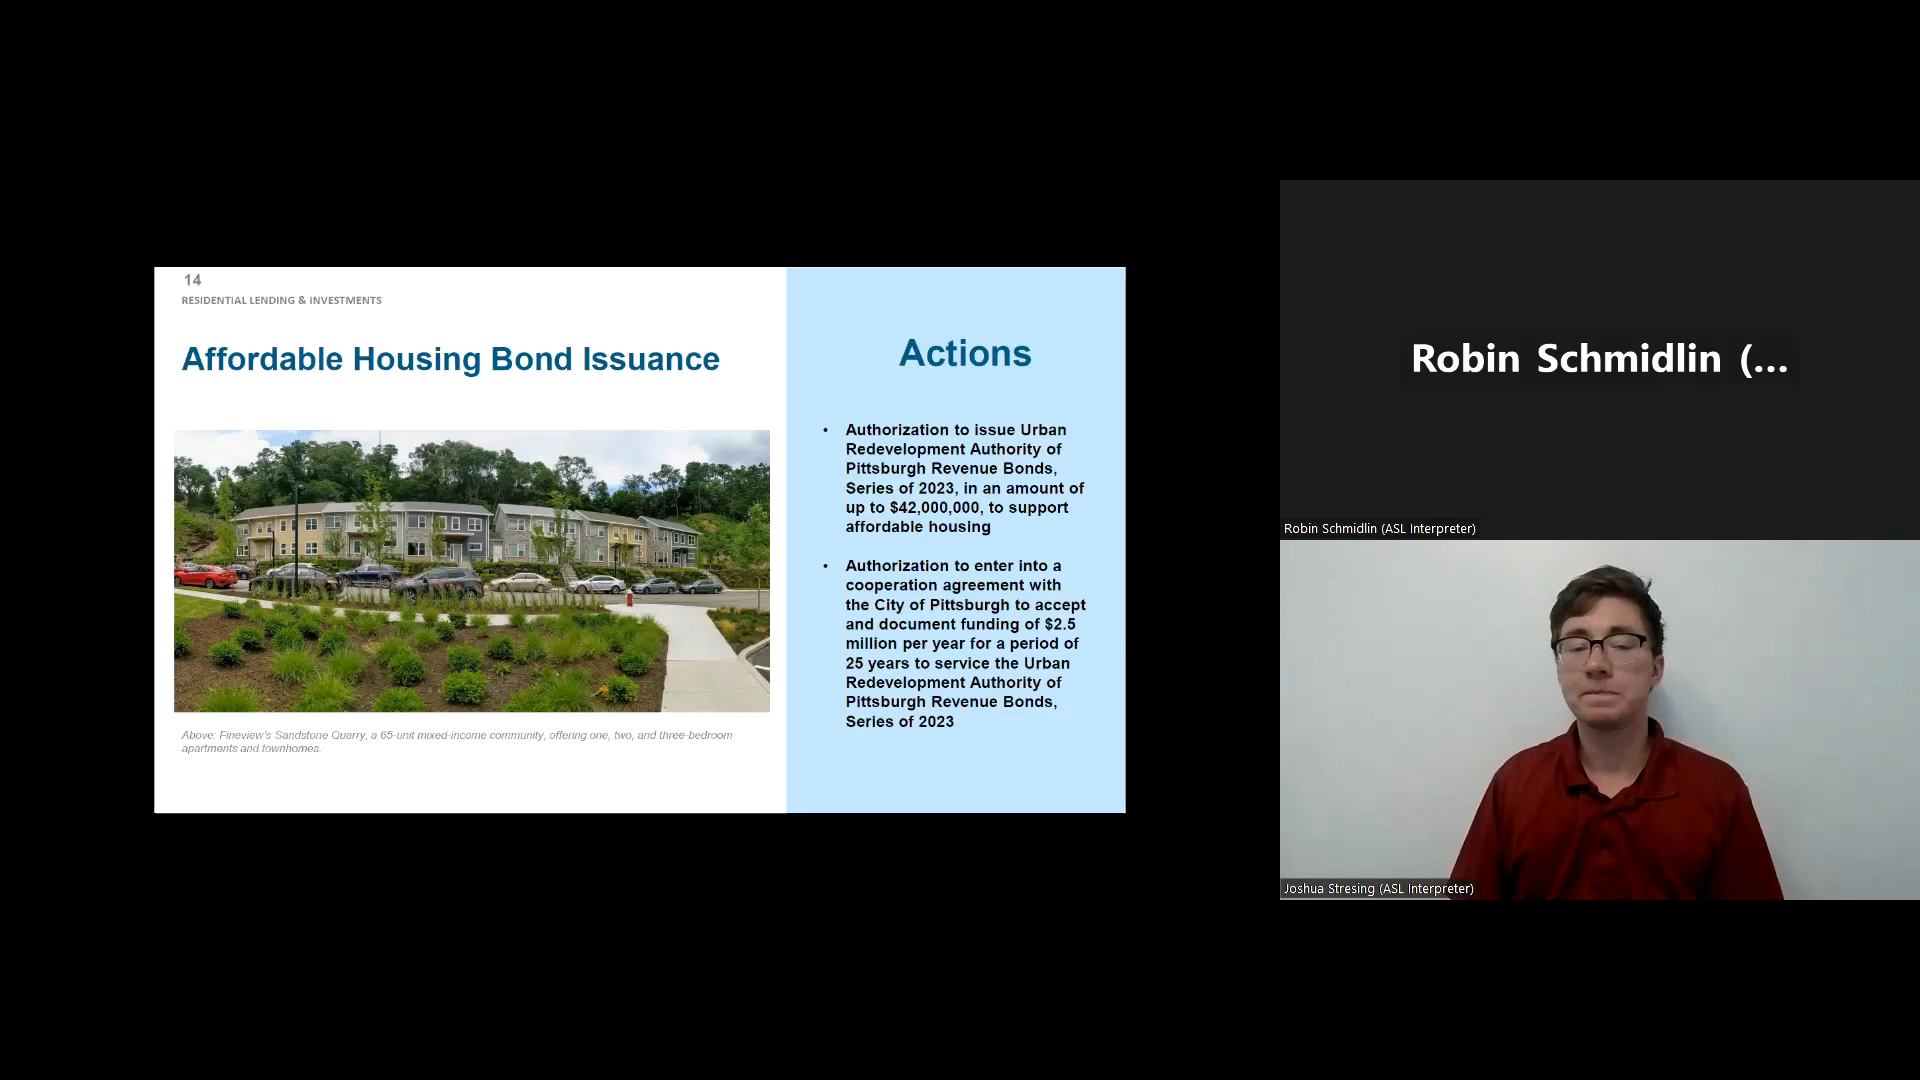 14
RESIDENTIAL LENDING & INVESTMENTS
Affordable Housing Bond Issuance
Above: Fineview's Sandstone Quarry, a 65-unit mixed-income community, offering one, two, and three-bedroom
apartments and townhomes.
Actions
• Authorization to issue Urban
Redevelopment Authority of
Pittsburgh Revenue Bonds,
Series of 2023, in an amount of
up to $42,000,000, to support
affordable housing
• Authorization to enter into a
cooperation agreement with
the City of Pittsburgh to accept
and document funding of $2.5
million per year for a period of
25 years to service the Urban
Redevelopment Authority of
Pittsburgh Revenue Bonds,
Series of 2023
Robin Schmidlin (...
Robin Schmidlin (ASL Interpreter)
Joshua Stresing (ASL Interpreter)